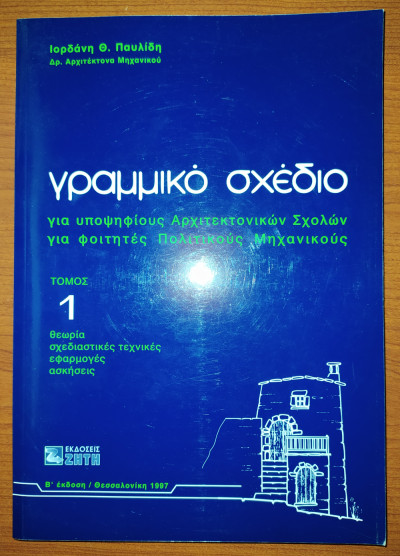 Ιορδάνη Θ. Παυλίδη
Δρ. Αρχιτέκτονα Μηχανικού
γραμμικό σχέδιο
για υποψηφίους Αρχιτεκτονικών Σχολών
για φοιτητές Πολιτικούς Μηχανικούς
ΤΟΜΟΣ
1
θεωρία
σχεδιαστικές τεχνικές
εφαρμογές
ασκήσεις
ΕΚΔΟΣΕΙΣ
ΖΗΤΗ
Β' έκδοση / Θεσσαλονίκη 1997